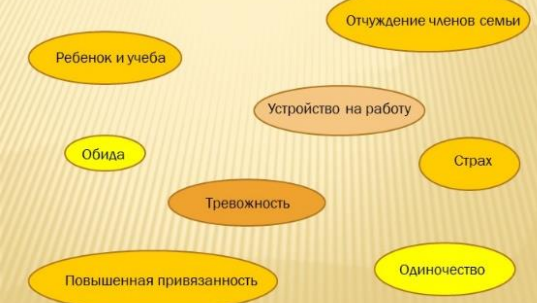 Отчуждение членов семьи
Ребенок и учеба
Устройство на работу
Обида
Страх
Тревожность
Одиночество
Повышенная привязанность